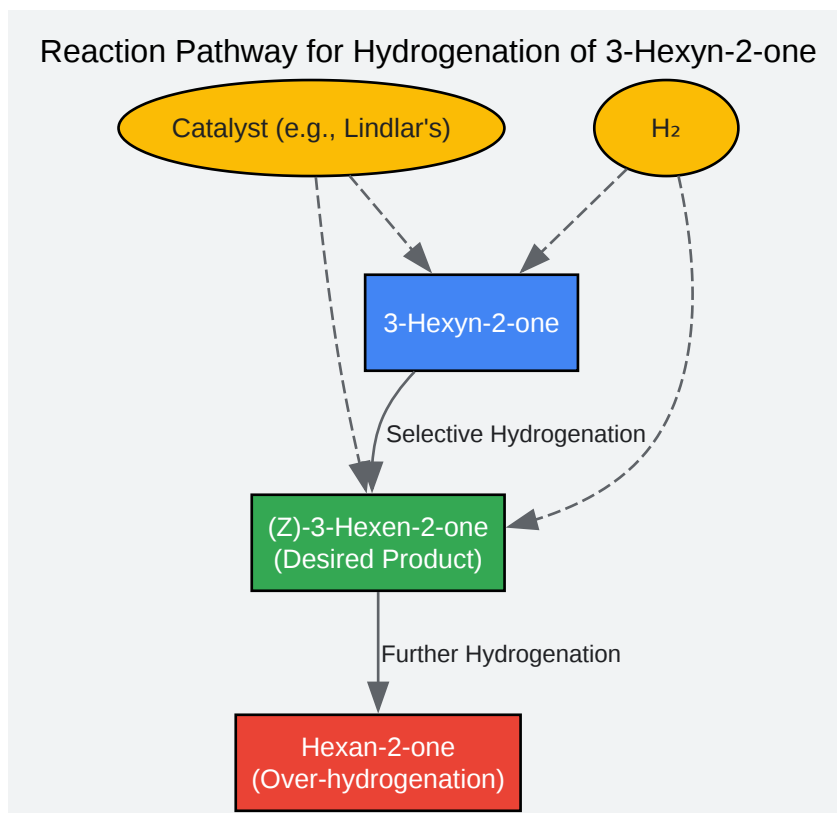 Reaction Pathway for Hydrogenation of 3-Hexyn-2-one
Catalyst (e.g., Lindlar's)
H₂
3-Hexyn-2-one
Selective Hydrogenation
(Z)-3-Hexen-2-one
(Desired Product)
Further Hydrogenation
Hexan-2-one
(Over-hydrogenation)